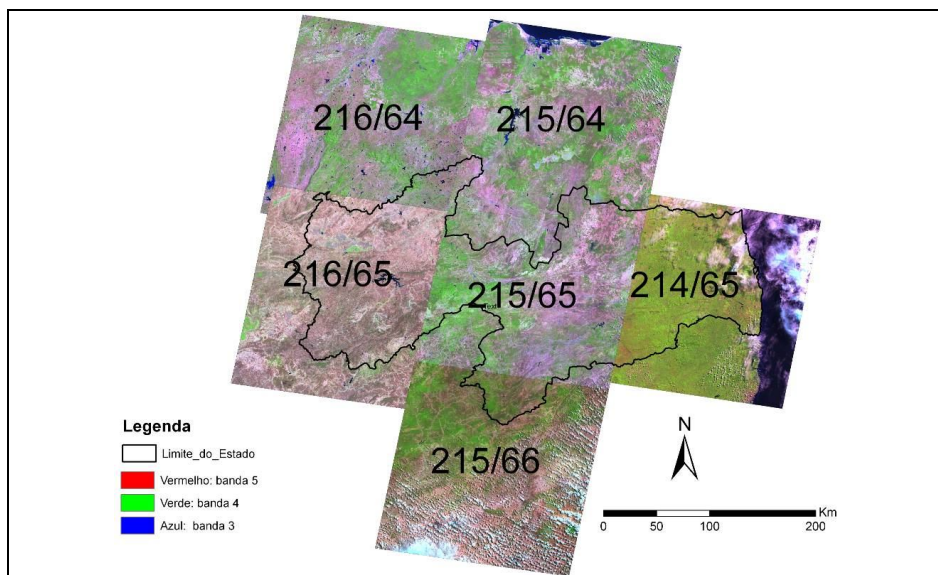 216/64
215/64
216/65
215/65
214/65
215/66
Legenda
Limite_do_Estado
Vermelho: banda 5
Verde: banda 4
Azul: banda 3
N
Km
0 50 100 200